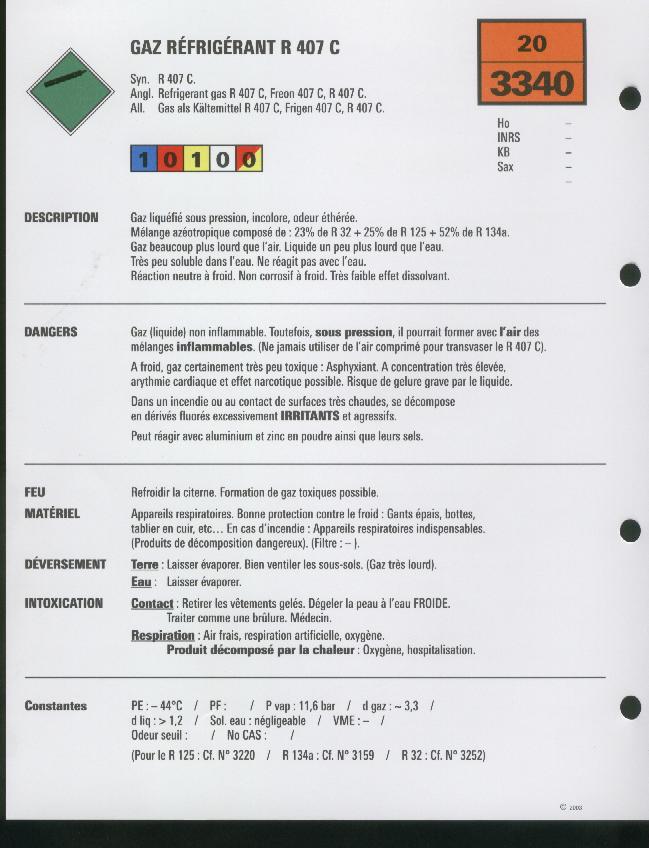 GAZ RÉFRIGÉRANT R 407 C
20
3340
Syn. R 407 C.
Angl. Refrigerant gas R 407 C, Freon 407 C, R 407 C.
All. Gas als Kältemittel R 407 C, Frigen 407 C, R 407 C.
Ho –
INRS –
KB –
Sax –
–
1 0 1 0 0
DESCRIPTION Gaz liquéfié sous pression, incolore, odeur éthérée.
Mélange azéotropique composé de : 23% de R 32 + 25% de R 125 + 52% de R 134a.
Gaz beaucoup plus lourd que l'air. Liquide un peu plus lourd que l'eau.
Très peu soluble dans l'eau. Ne réagit pas avec l'eau.
Réaction neutre à froid. Non corrosif à froid. Très faible effet dissolvant.
DANGERS Gaz (liquide) non inflammable. Toutefois, sous pression, il pourrait former avec l'air des
mélanges inflammables. (Ne jamais utiliser de l'air comprimé pour transvaser le R 407 C).
A froid, gaz certainement très peu toxique : Asphyxiant. A concentration très élevée,
arythmie cardiaque et effet narcotique possible. Risque de gelure grave par le liquide.
Dans un incendie ou au contact de surfaces très chaudes, se décompose
en dérivés fluorés excessivement IRRITANTS et agressifs.
Peut réagir avec aluminium et zinc en poudre ainsi que leurs sels.
FEU Refroidir la citerne. Formation de gaz toxiques possible.
MATÉRIEL Appareils respiratoires. Bonne protection contre le froid : Gants épais, bottes,
tablier en cuir, etc... En cas d'incendie : Appareils respiratoires indispensables.
(Produits de décomposition dangereux). (Filtre : – ).
DÉVERSEMENT Terre : Laisser évaporer. Bien ventiler les sous-sols. (Gaz très lourd).
Eau : Laisser évaporer.
INTOXICATION Contact : Retirer les vêtements gelés. Dégeler la peau à l'eau FROIDE.
Traiter comme une brûlure. Médecin.
Respiration : Air frais, respiration artificielle, oxygène.
Produit décomposé par la chaleur : Oxygène, hospitalisation.
Constantes PE : – 44°C / PF : / P vap : 11,6 bar / d gaz : ~ 3,3 /
d liq : > 1,2 / Sol. eau : négligeable / VME : – /
Odeur seuil : / No CAS : /
(Pour le R 125 : Cf. N° 3220 / R 134a : Cf. N° 3159 / R 32 : Cf. N° 3252)
© 2003